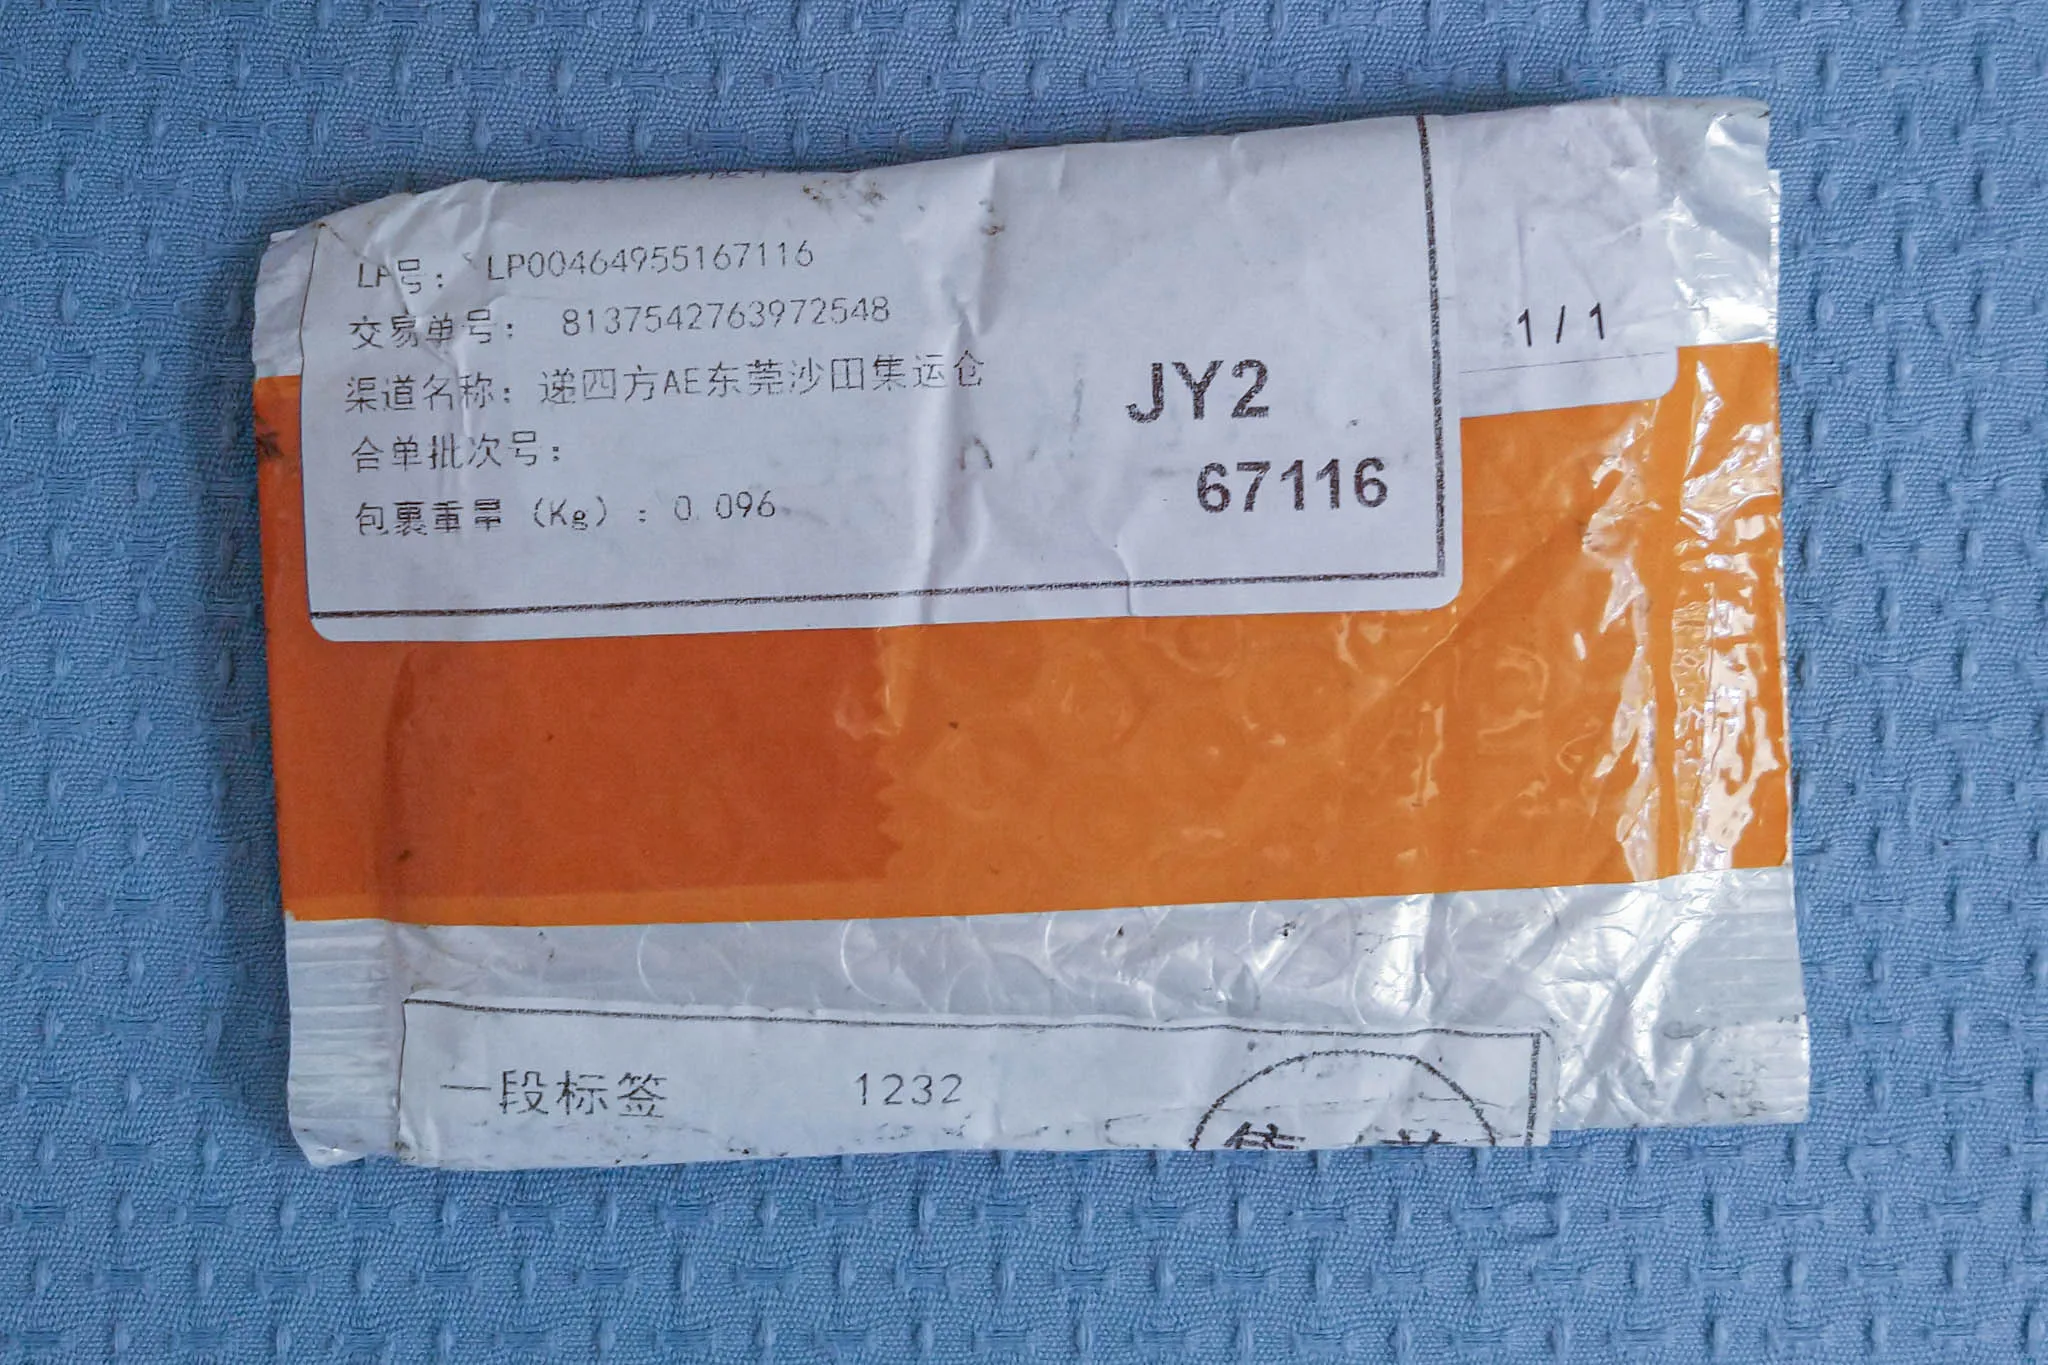 LP号： LP00464955167116
交易单号： 8137542763972548
渠道名称：递四方AE东莞沙田集运仓
合单批次号：
包裹重量（Kg）：0.096
JY2
67116
1 / 1
一段标签 1232